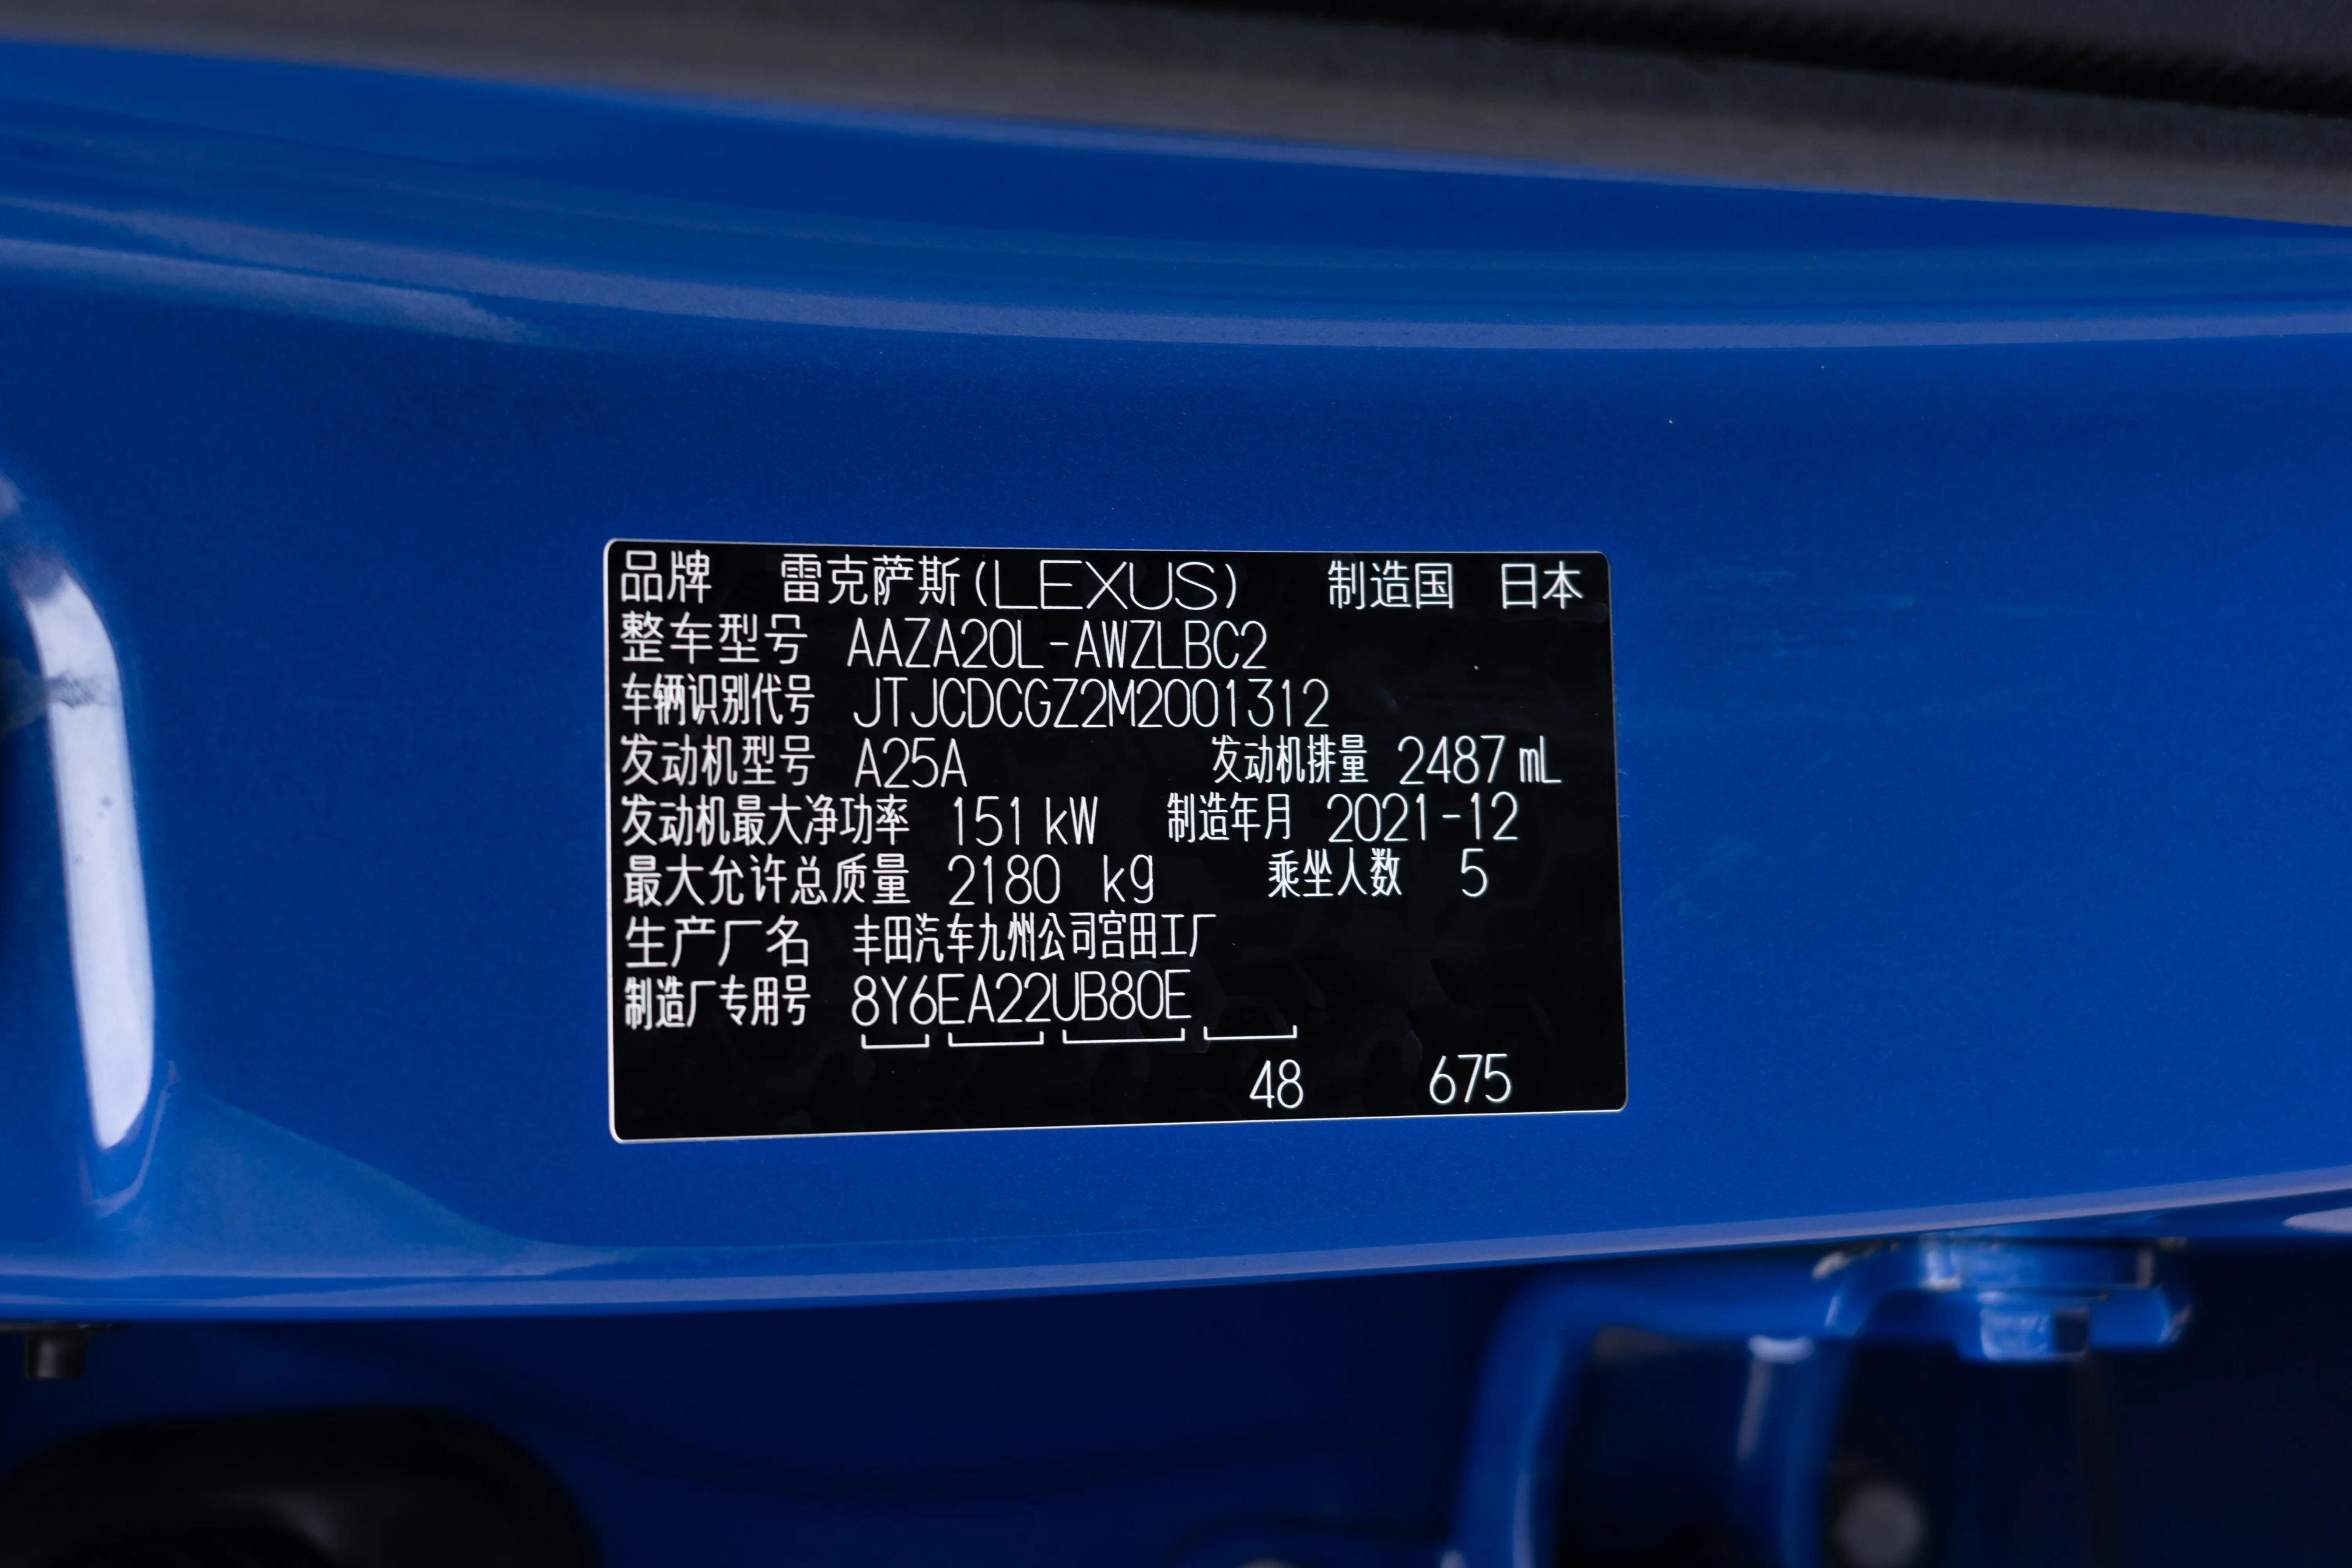 品牌 雷克萨斯(LEXUS) 制造国 日本
整车型号 AAZA20L-AWZLBC2
车辆识别代号 JTJCDCGZ2M2001312
发动机型号 A25A 发动机排量 2487 mL
发动机最大净功率 151 kW 制造年月 2021-12
最大允许总质量 2180 kg 乘坐人数 5
生产厂名 丰田汽车九州公司宫田工厂
制造厂专用号 8Y6EA22UB80E
48 675